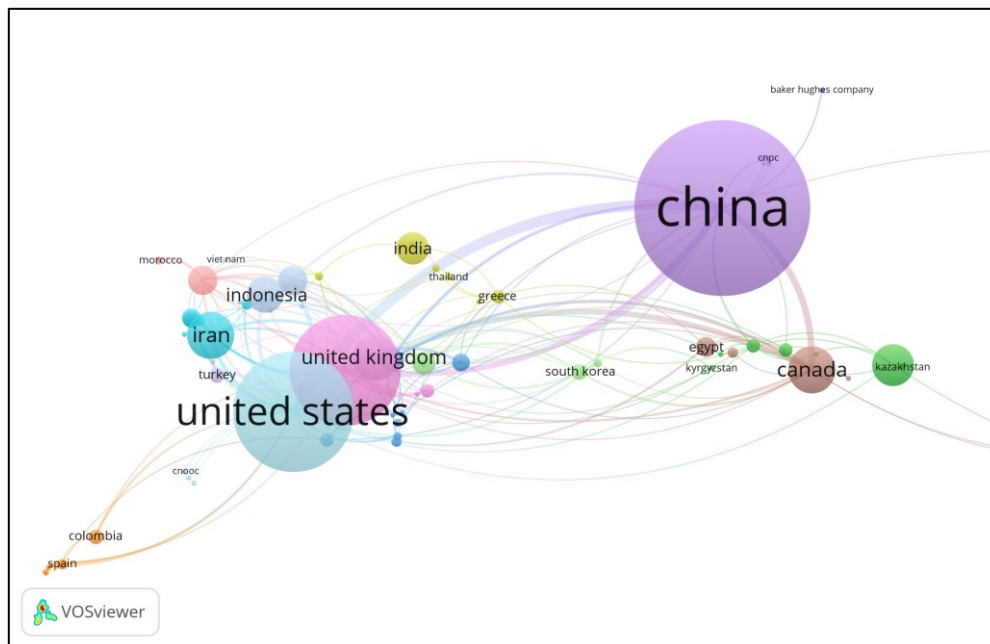 baker hughes company
cnpc
china
india
morocco
viet nam
thailand
indonesia
greece
iran
united kingdom
egypt
turkey
south korea
kyrgyzstan
canada
kazakhstan
united states
cnooc
colombia
spain
VOSviewer